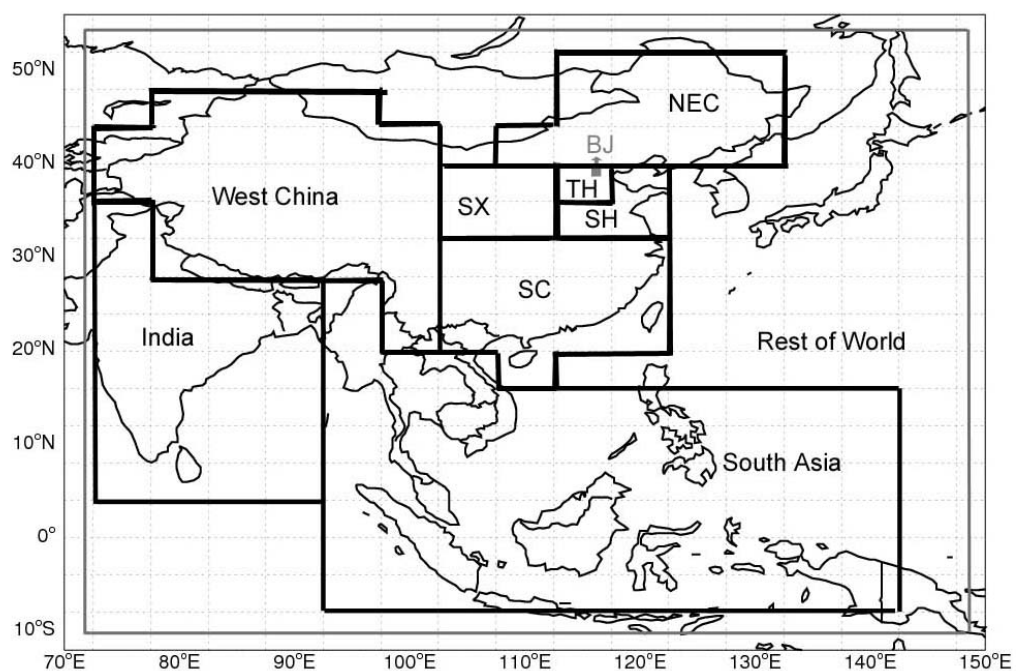 50°N
NEC
BJ
40°N
West China
TH
SX
SH
30°N
SC
India
Rest of World
20°N
10°N
South Asia
0°
10°S
70°E 80°E 90°E 100°E 110°E 120°E 130°E 140°E 150°E